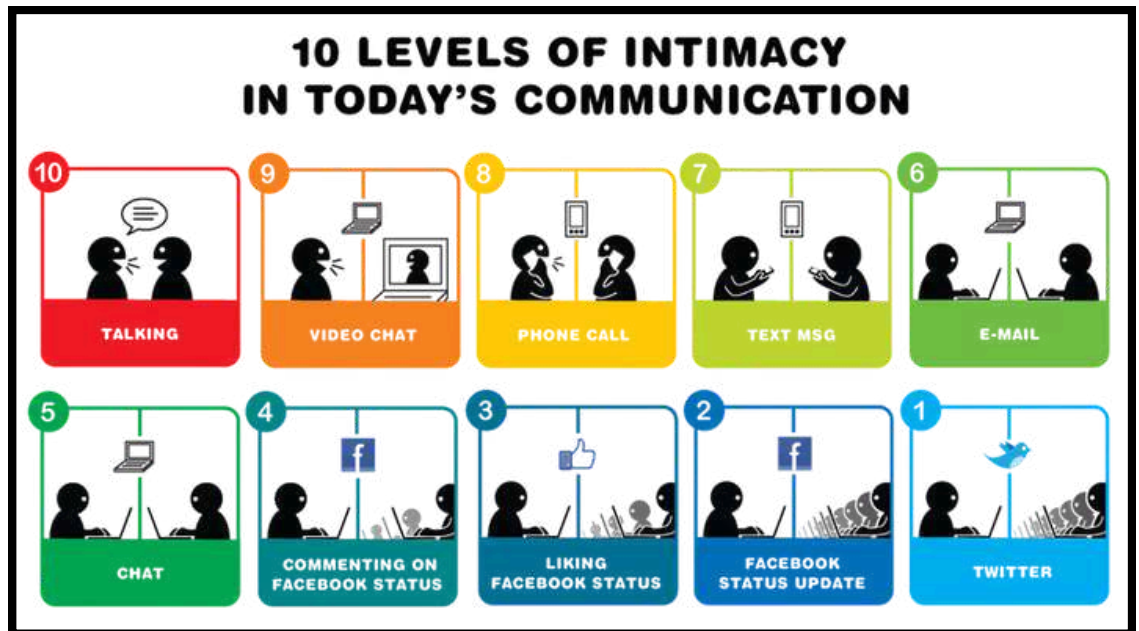 10 LEVELS OF INTIMACY
IN TODAY'S COMMUNICATION
10
TALKING
9
VIDEO CHAT
8
PHONE CALL
7
TEXT MSG
6
E-MAIL
5
CHAT
4
f
COMMENTING ON
FACEBOOK STATUS
3
LIKING
FACEBOOK STATUS
2
f
FACEBOOK
STATUS UPDATE
1
TWITTER